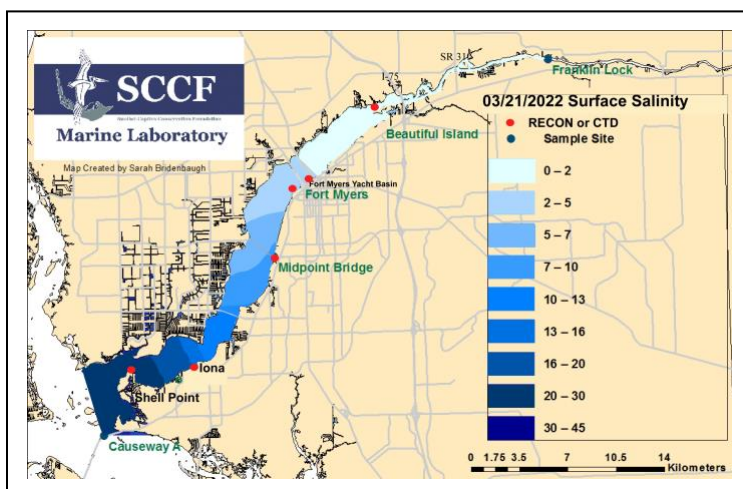 SCCF
Marine Laboratory
Map Created by Sarah Bridenbaugh
I-75
SR 31
Franklin Lock
Beautiful Island
Fort Myers Yacht Basin
Fort Myers
Midpoint Bridge
Iona
Shell Point
Causeway A
03/21/2022 Surface Salinity
RECON or CTD
Sample Site
0 – 2
2 – 5
5 – 7
7 – 10
10 – 13
13 – 16
16 – 20
20 – 30
30 – 45
0 1.75 3.5 7 10.5 14
Kilometers